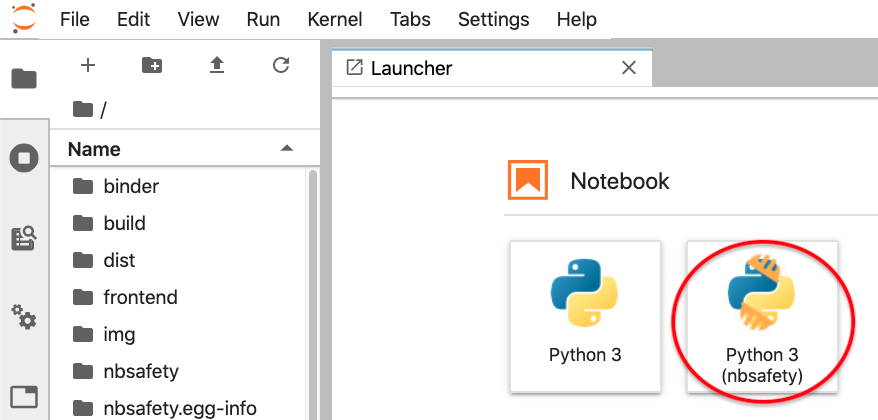 File Edit View Run Kernel Tabs Settings Help
Launcher
/
Name
binder
build
dist
frontend
img
nbsafety
nbsafety.egg-info
Notebook
Python 3
Python 3
(nbsafety)